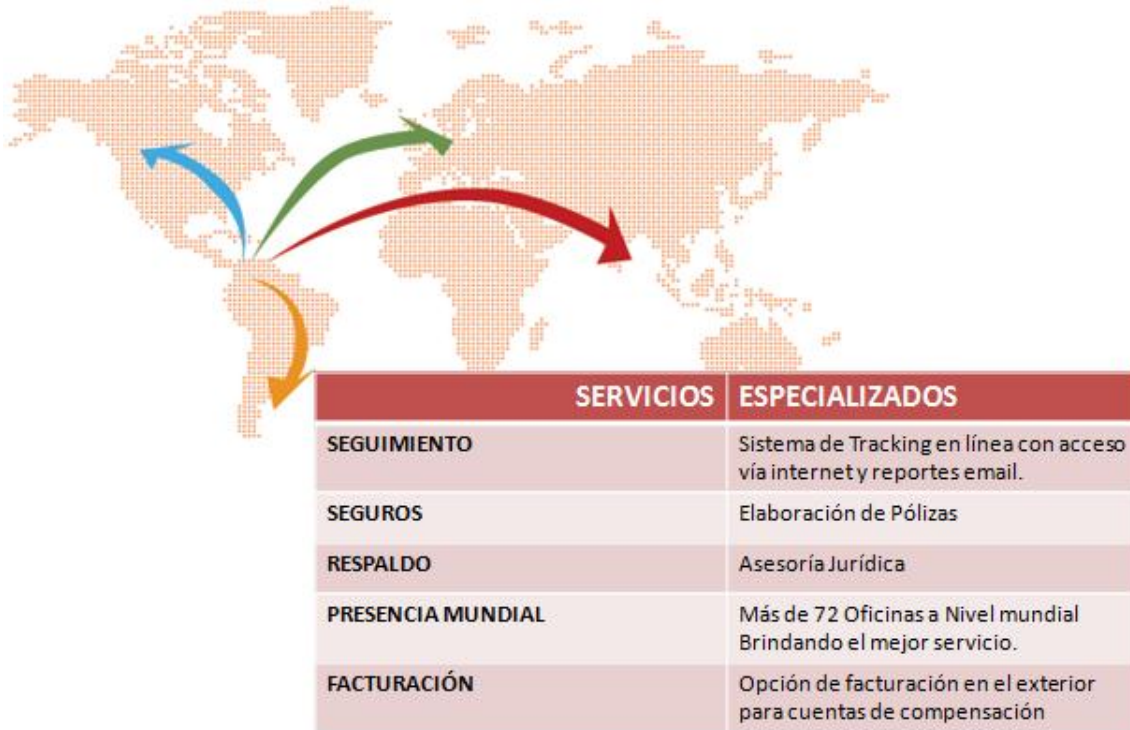 SERVICIOS ESPECIALIZADOS
SEGUIMIENTO
Sistema de Tracking en línea con acceso
vía internet y reportes email.
SEGUROS
Elaboración de Pólizas
RESPALDO
Asesoría Jurídica
PRESENCIA MUNDIAL
Más de 72 Oficinas a Nivel mundial
Brindando el mejor servicio.
FACTURACIÓN
Opción de facturación en el exterior
para cuentas de compensación